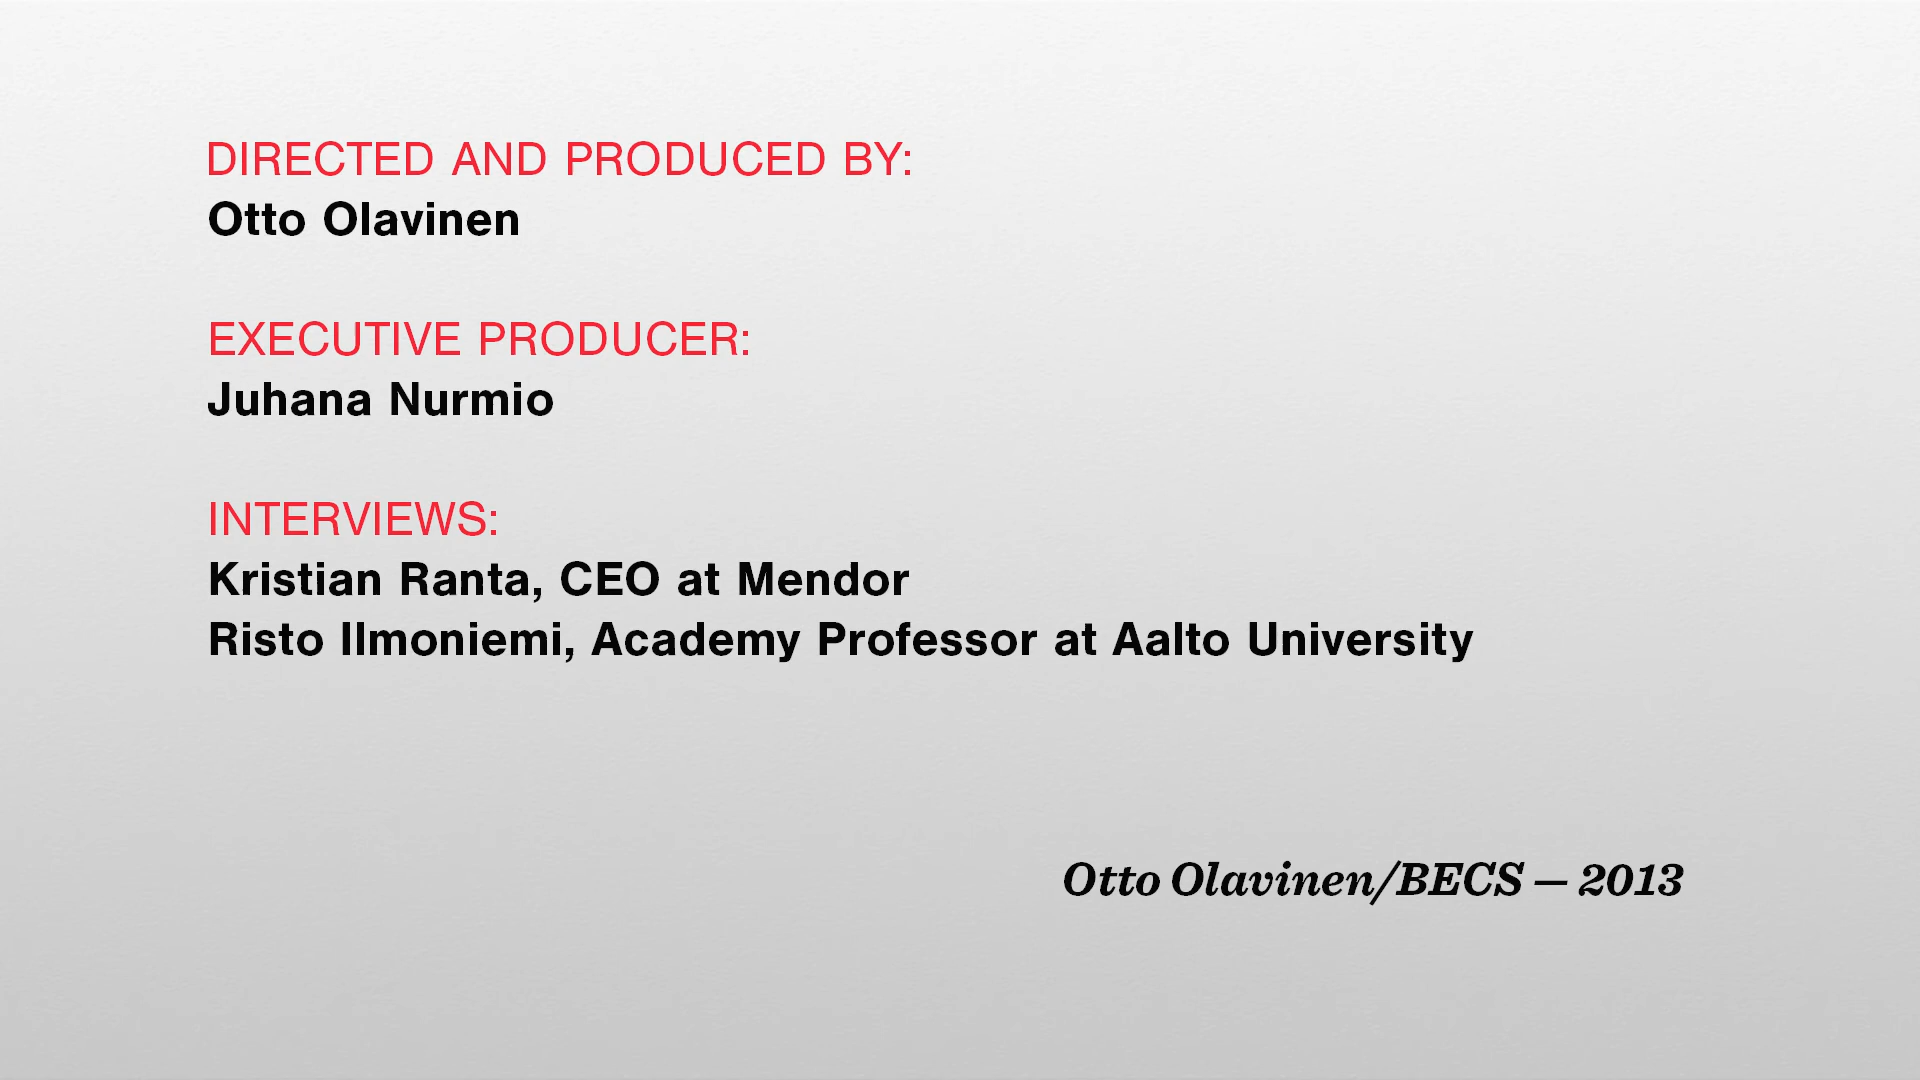 DIRECTED AND PRODUCED BY:
Otto Olavinen
EXECUTIVE PRODUCER:
Juhana Nurmio
INTERVIEWS:
Kristian Ranta, CEO at Mendor
Risto Ilmoniemi, Academy Professor at Aalto University
Otto Olavinen/BECS — 2013